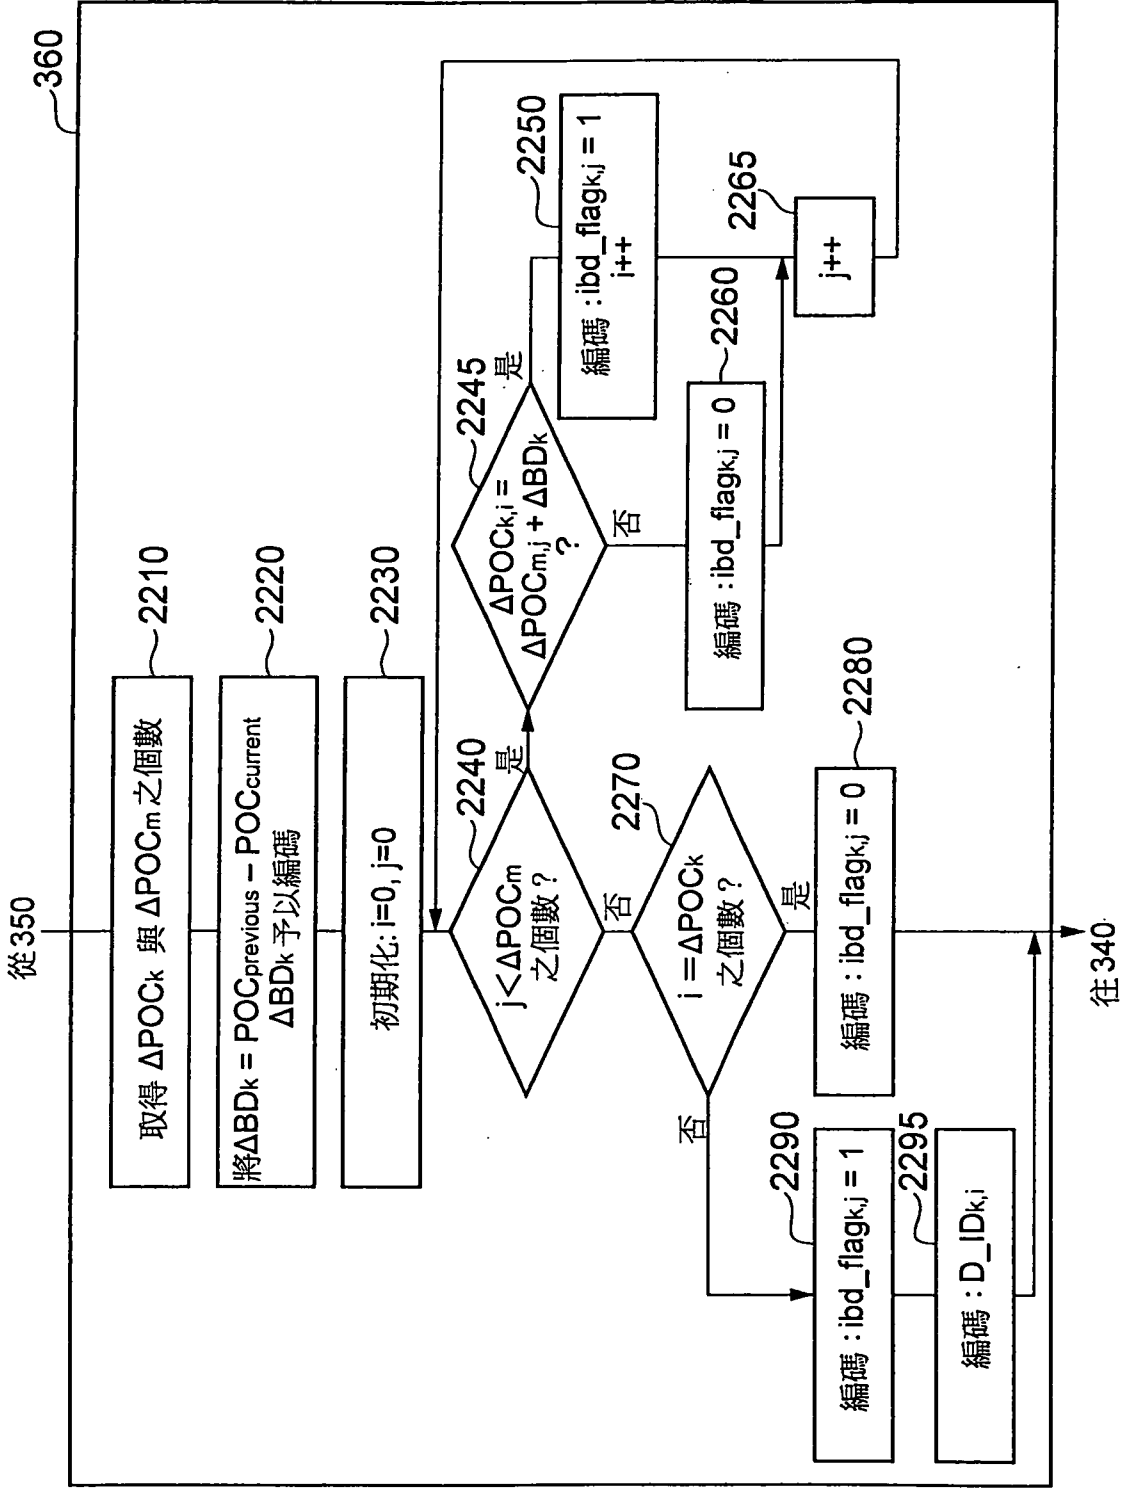 360
從350
取得 ΔPOCk 與 ΔPOCm 之個數
2210
將ΔBDk = POCprevious − POCcurrent
ΔBDk 予以編碼
2220
初期化: i=0, j=0
2230
j<ΔPOCm
之個數?
2240
是
否
ΔPOCk,i =
ΔPOCm,j + ΔBDk
?
2245
是
否
編碼:ibd_flagk,j = 1
i++
2250
編碼:ibd_flagk,j = 0
2260
j++
2265
i =ΔPOCk
之個數?
2270
是
否
編碼:ibd_flagk,j = 0
2280
編碼:ibd_flagk,j = 1
2290
編碼:D_IDk,i
2295
往340